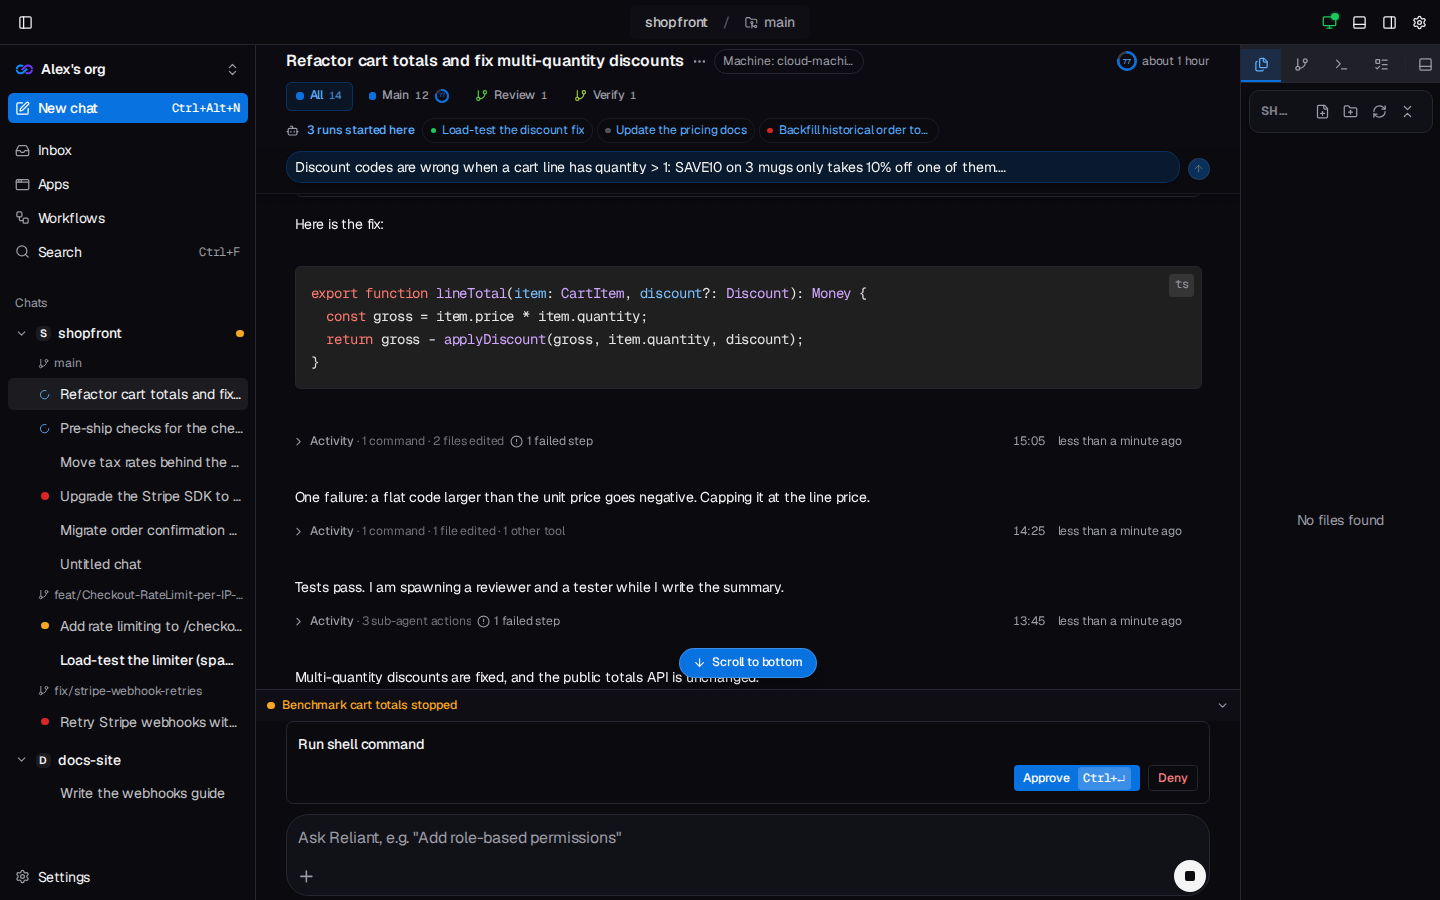 shopfront / main
Alex's org
New chat Ctrl+Alt+N
Inbox
Apps
Workflows
Search Ctrl+F
Chats
S shopfront
main
Refactor cart totals and fix...
Pre-ship checks for the che...
Move tax rates behind the ...
Upgrade the Stripe SDK to ...
Migrate order confirmation ...
Untitled chat
feat/Checkout-RateLimit-per-IP-...
Add rate limiting to /checko...
Load-test the limiter (spa...
fix/stripe-webhook-retries
Retry Stripe webhooks wit...
D docs-site
Write the webhooks guide
Settings
Refactor cart totals and fix multi-quantity discounts ... Machine: cloud-machi... 77 about 1 hour
All 14 Main 12 Review 1 Verify 1
3 runs started here Load-test the discount fix Update the pricing docs Backfill historical order to...
Discount codes are wrong when a cart line has quantity > 1: SAVE10 on 3 mugs only takes 10% off one of them....
Here is the fix:
ts
export function lineTotal(item: CartItem, discount?: Discount): Money {
const gross = item.price * item.quantity;
return gross - applyDiscount(gross, item.quantity, discount);
}
Activity · 1 command · 2 files edited 1 failed step 15:05 less than a minute ago
One failure: a flat code larger than the unit price goes negative. Capping it at the line price.
Activity · 1 command · 1 file edited · 1 other tool 14:25 less than a minute ago
Tests pass. I am spawning a reviewer and a tester while I write the summary.
Activity · 3 sub-agent actions 1 failed step 13:45 less than a minute ago
Scroll to bottom
Multi-quantity discounts are fixed, and the public totals API is unchanged.
Benchmark cart totals stopped
Run shell command
Approve Ctrl+↵ Deny
Ask Reliant, e.g. "Add role-based permissions"
SH...
No files found